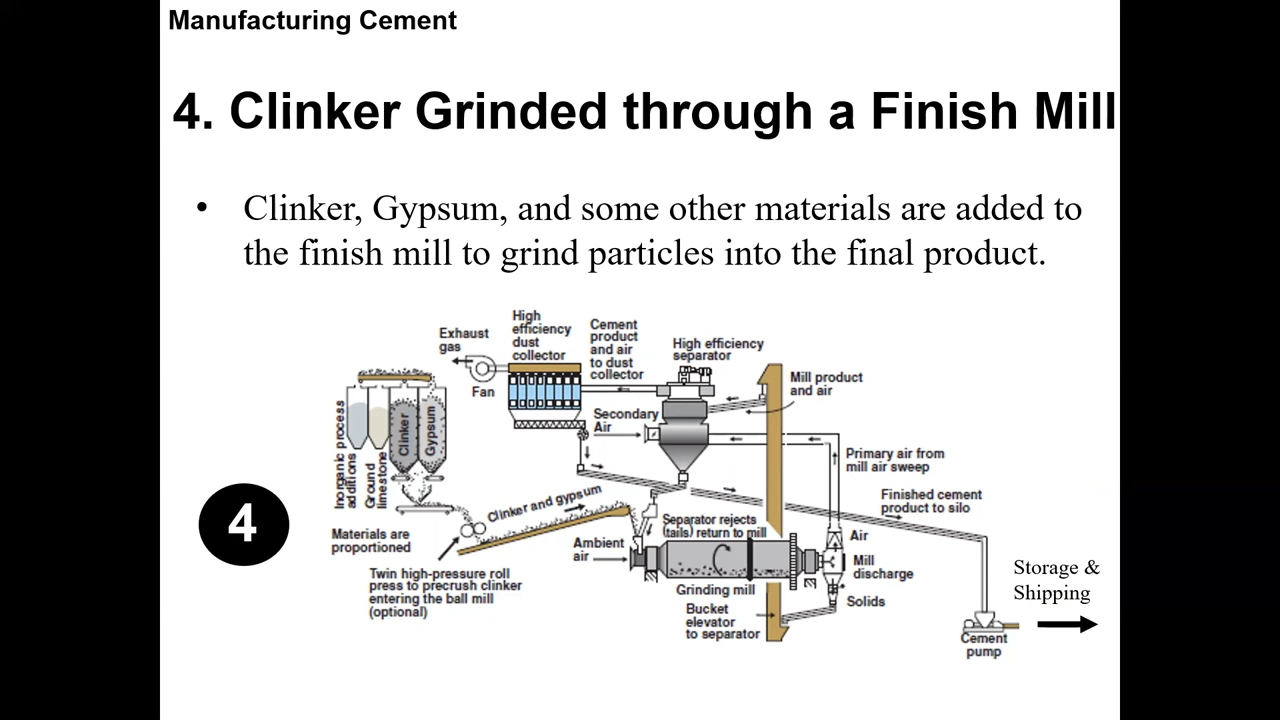 Manufacturing Cement
4. Clinker Grinded through a Finish Mill
• Clinker, Gypsum, and some other materials are added to
the finish mill to grind particles into the final product.
Exhaust
gas
High
efficiency
dust
collector
Cement
product
and air
to dust
collector
High efficiency
separator
Fan
Mill product
and air
Inorganic process
additions
Ground
limestone
Clinker
Gypsum
Secondary
Air
Primary air from
mill air sweep
Clinker and gypsum
Finished cement
product to silo
4
Materials are
proportioned
Separator rejects
(tails) return to mill
Ambient
air
Air
Mill
discharge
Twin high-pressure roll
press to precrush clinker
entering the ball mill
(optional)
Grinding mill
Solids
Bucket
elevator
to separator
Storage &
Shipping
Cement
pump